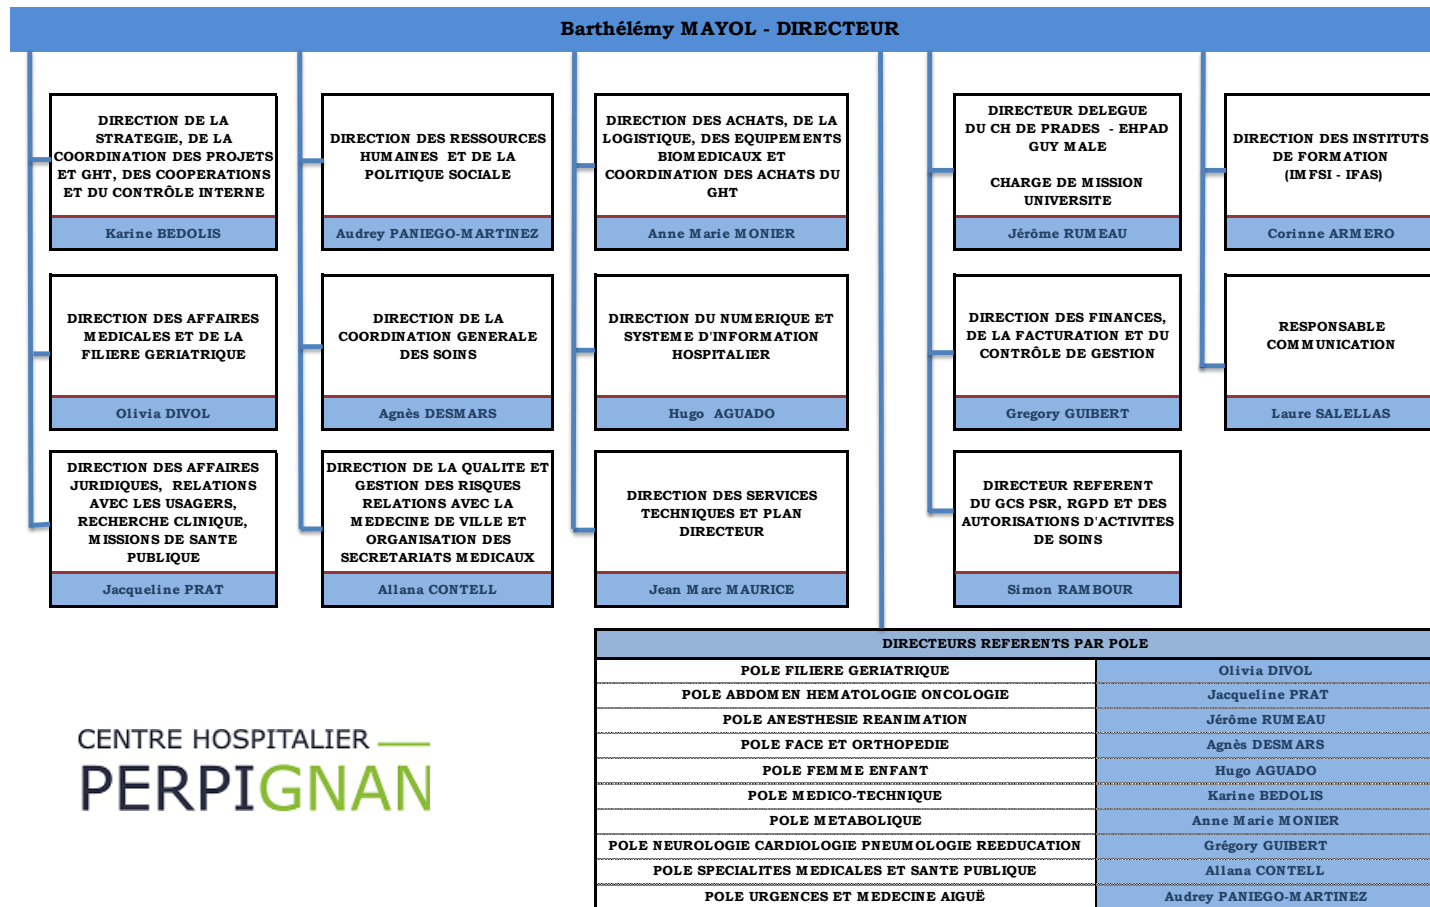 Barthélémy MAYOL - DIRECTEUR
DIRECTION DE LA
STRATEGIE, DE LA
COORDINATION DES PROJETS
ET GHT, DES COOPERATIONS
ET DU CONTRÔLE INTERNE
Karine BEDOLIS
DIRECTION DES RESSOURCES
HUMAINES ET DE LA
POLITIQUE SOCIALE
Audrey PANIEGO-MARTINEZ
DIRECTION DES ACHATS, DE LA
LOGISTIQUE, DES EQUIPEMENTS
BIOMEDICAUX ET
COORDINATION DES ACHATS DU
GHT
Anne Marie MONIER
DIRECTEUR DELEGUE
DU CH DE PRADES - EHPAD
GUY MALE
CHARGE DE MISSION
UNIVERSITE
Jérôme RUMEAU
DIRECTION DES INSTITUTS
DE FORMATION
(IMFSI - IFAS)
Corinne ARMERO
DIRECTION DES AFFAIRES
MEDICALES ET DE LA
FILIERE GERIATRIQUE
Olivia DIVOL
DIRECTION DE LA
COORDINATION GENERALE
DES SOINS
Agnès DESMARS
DIRECTION DU NUMERIQUE ET
SYSTEME D'INFORMATION
HOSPITALIER
Hugo AGUADO
DIRECTION DES FINANCES,
DE LA FACTURATION ET DU
CONTRÔLE DE GESTION
Gregory GUIBERT
RESPONSABLE
COMMUNICATION
Laure SALELLAS
DIRECTION DES AFFAIRES
JURIDIQUES, RELATIONS
AVEC LES USAGERS,
RECHERCHE CLINIQUE,
MISSIONS DE SANTE
PUBLIQUE
Jacqueline PRAT
DIRECTION DE LA QUALITE ET
GESTION DES RISQUES
RELATIONS AVEC LA
MEDECINE DE VILLE ET
ORGANISATION DES
SECRETARIATS MEDICAUX
Allana CONTELL
DIRECTION DES SERVICES
TECHNIQUES ET PLAN
DIRECTEUR
Jean Marc MAURICE
DIRECTEUR REFERENT
DU GCS PSR, RGPD ET DES
AUTORISATIONS D'ACTIVITES
DE SOINS
Simon RAMBOUR
DIRECTEURS REFERENTS PAR POLE
POLE FILIERE GERIATRIQUE Olivia DIVOL
POLE ABDOMEN HEMATOLOGIE ONCOLOGIE Jacqueline PRAT
POLE ANESTHESIE REANIMATION Jérôme RUMEAU
POLE FACE ET ORTHOPEDIE Agnès DESMARS
POLE FEMME ENFANT Hugo AGUADO
POLE MEDICO-TECHNIQUE Karine BEDOLIS
POLE METABOLIQUE Anne Marie MONIER
POLE NEUROLOGIE CARDIOLOGIE PNEUMOLOGIE REEDUCATION Grégory GUIBERT
POLE SPECIALITES MEDICALES ET SANTE PUBLIQUE Allana CONTELL
POLE URGENCES ET MEDECINE AIGUË Audrey PANIEGO-MARTINEZ
CENTRE HOSPITALIER
PERPIGNAN